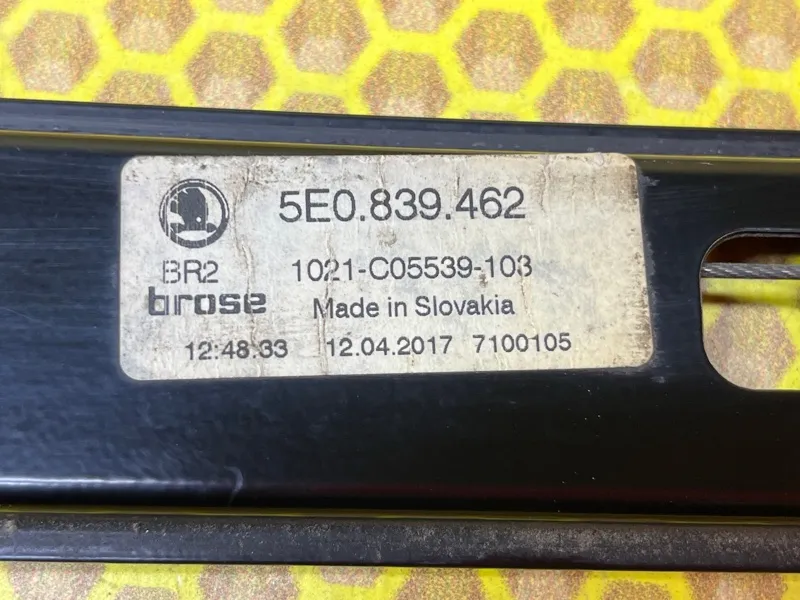 5E0.839.462
BR2 1021-C05539-103
brose Made in Slovakia
12:48:33 12.04.2017 7100105